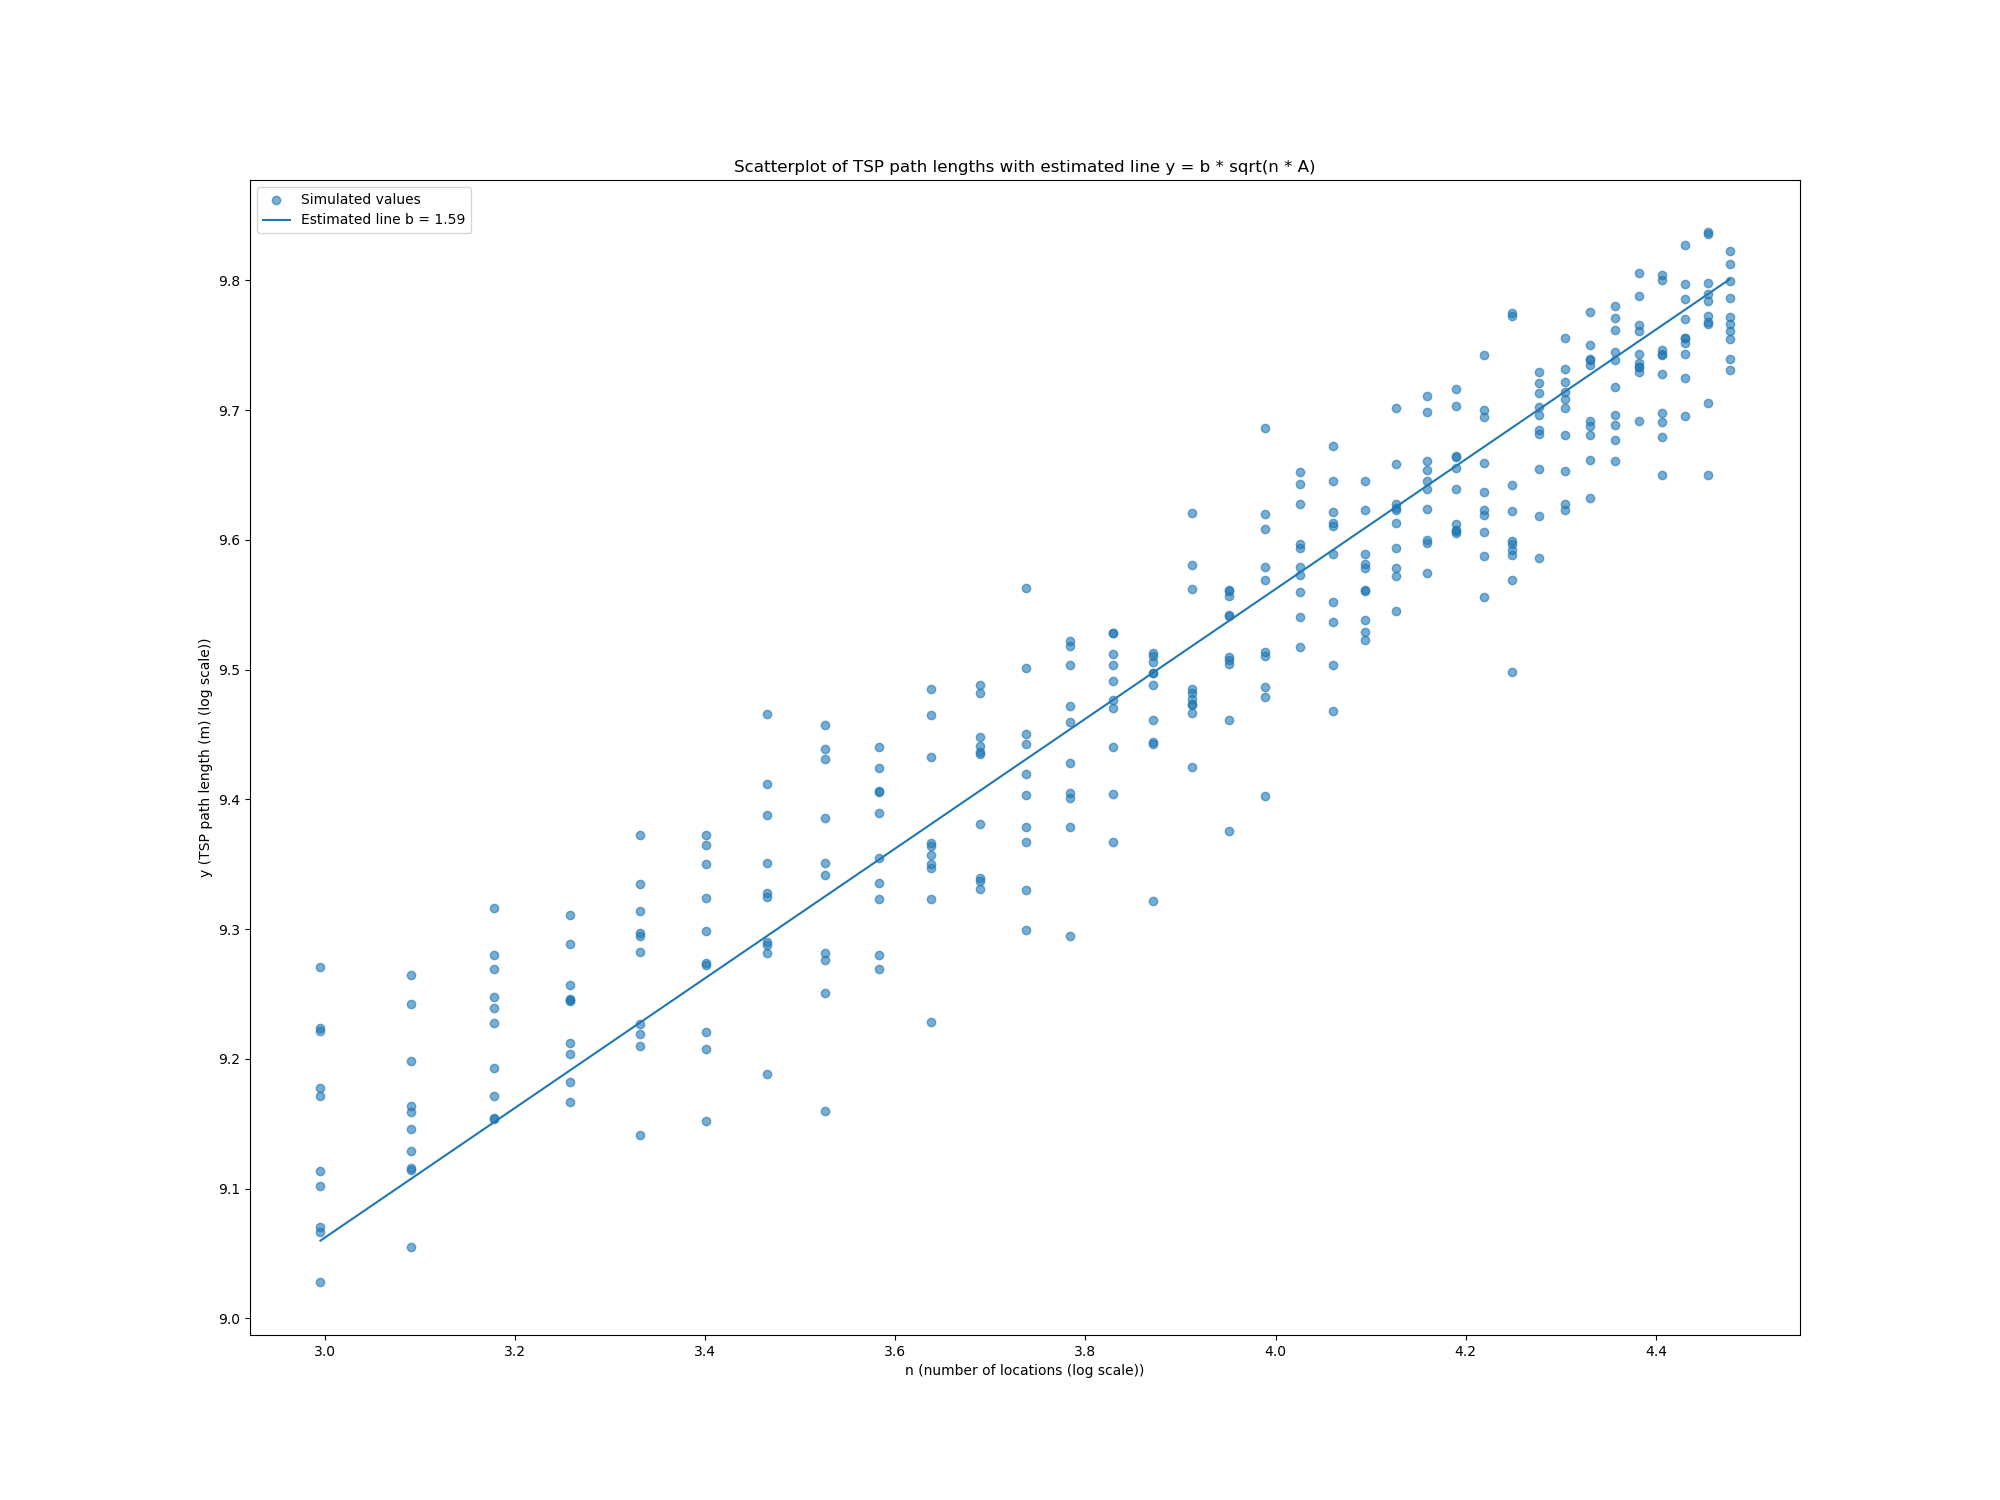 Scatterplot of TSP path lengths with estimated line y = b * sqrt(n * A)
Simulated values
Estimated line b = 1.59
9.8
9.7
9.6
9.5
9.4
9.3
9.2
9.1
9.0
y (TSP path length (m) (log scale))
3.0 3.2 3.4 3.6 3.8 4.0 4.2 4.4
n (number of locations (log scale))